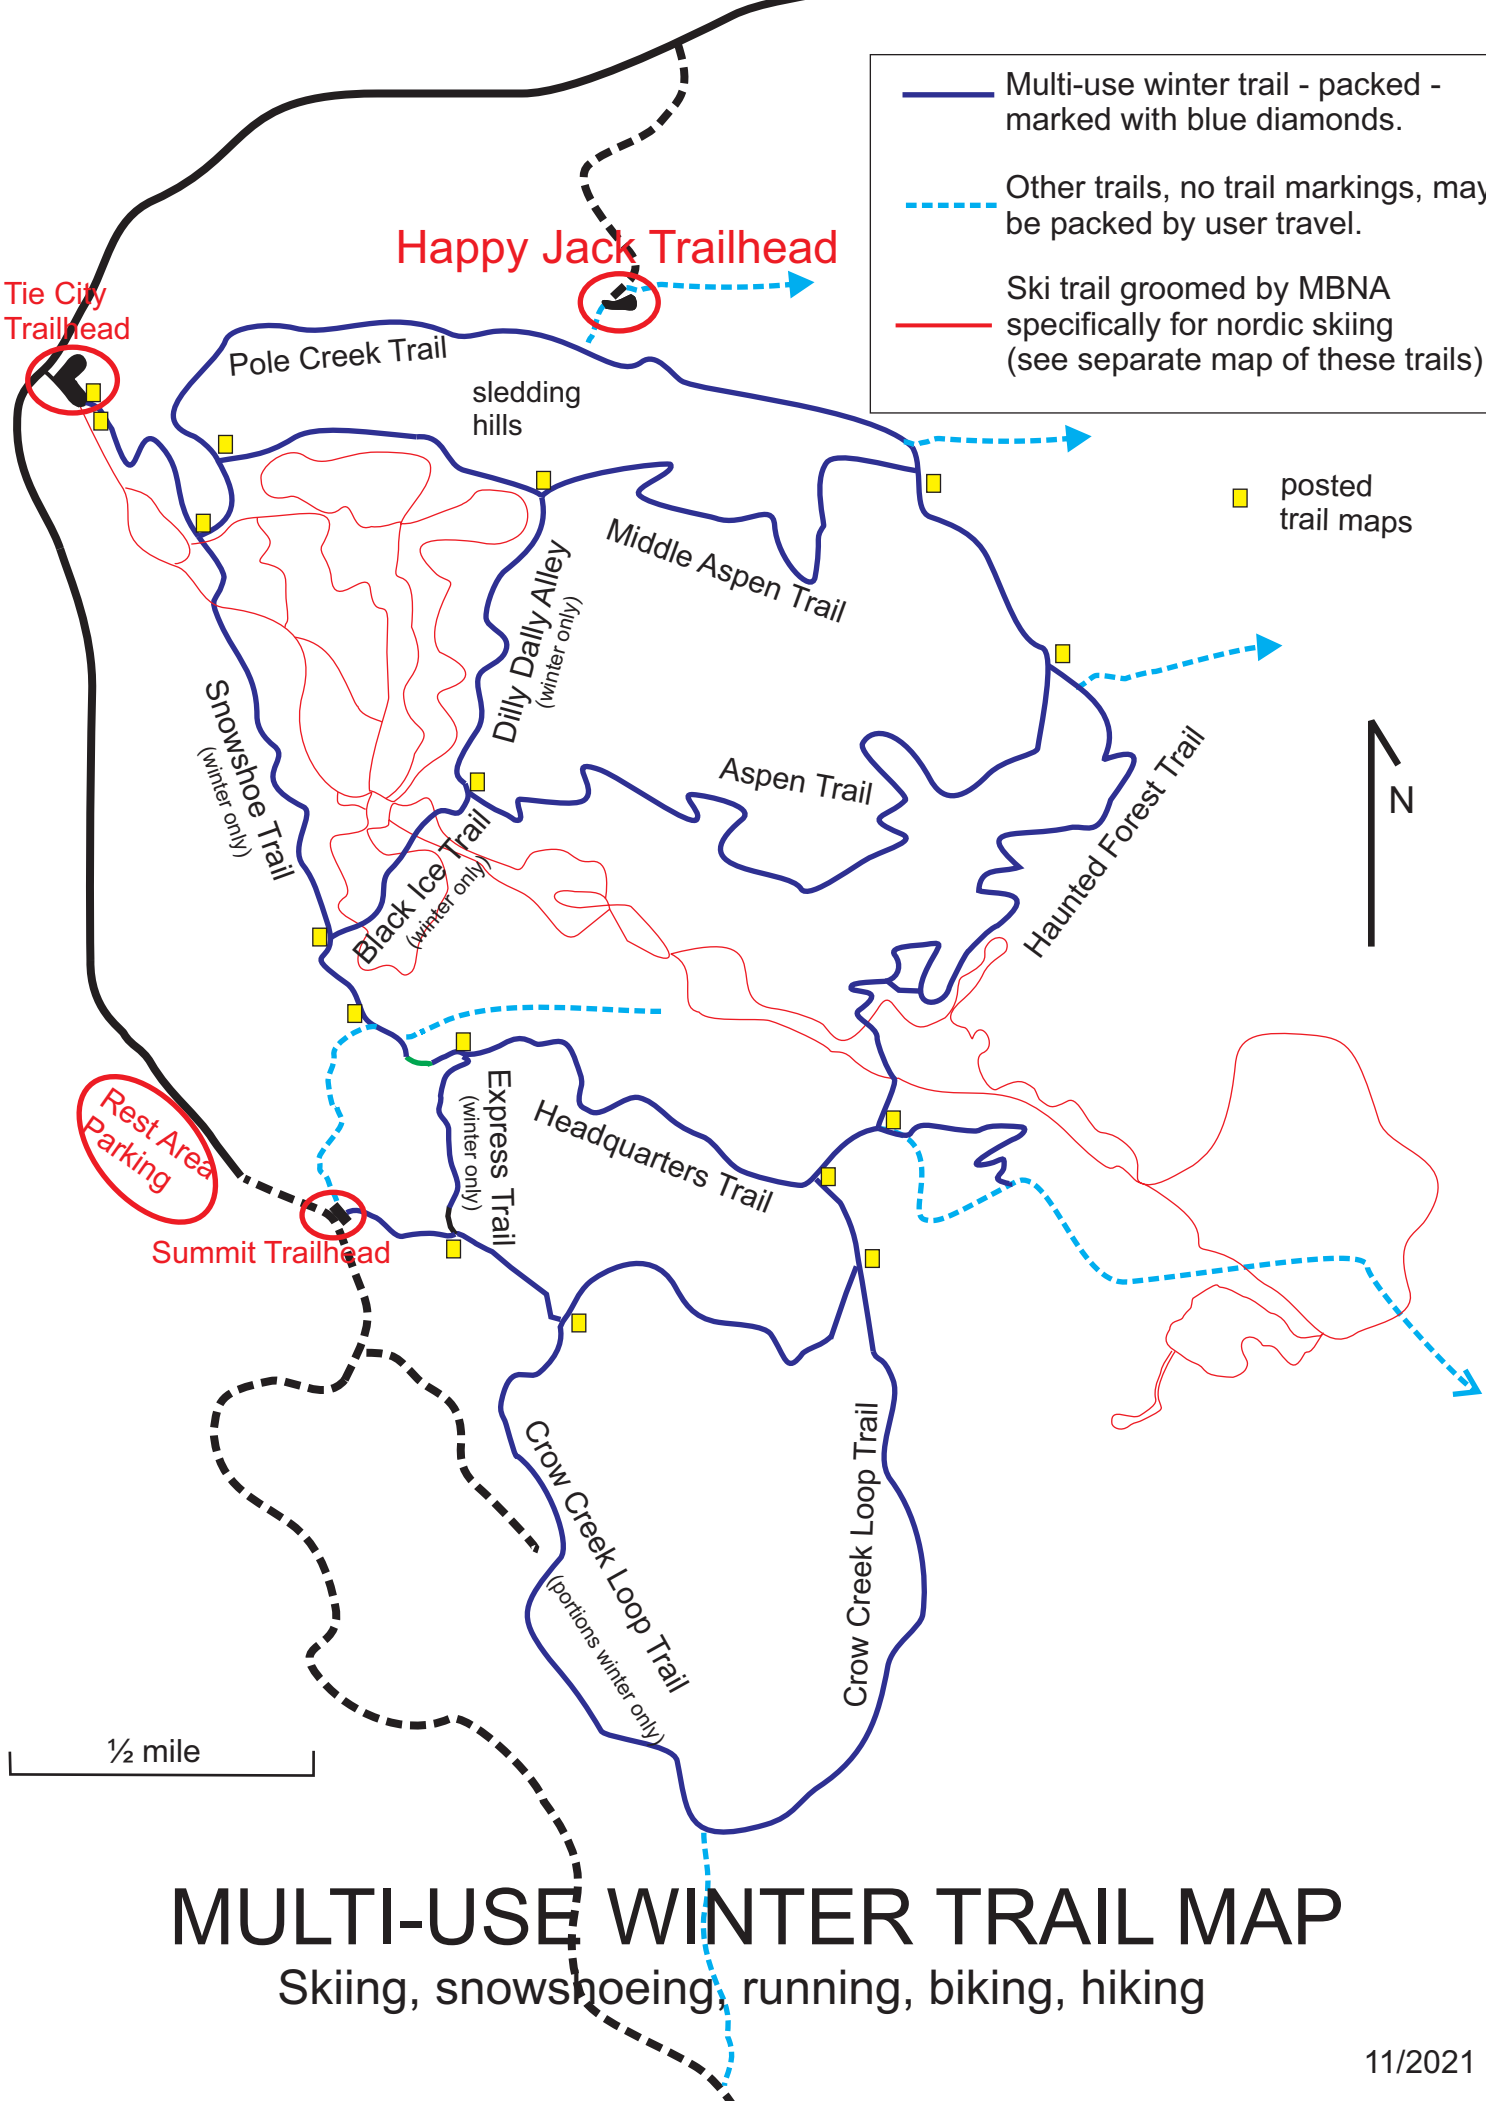 Multi-use winter trail - packed -
marked with blue diamonds.
Other trails, no trail markings, may
be packed by user travel.
Ski trail groomed by MBNA
specifically for nordic skiing
(see separate map of these trails)
Happy Jack Trailhead
Tie City
Trailhead
Pole Creek Trail
sledding
hills
posted
trail maps
Middle Aspen Trail
Dilly Dally Alley
(winter only)
Snowshoe Trail
(winter only)
Aspen Trail
Haunted Forest Trail
N
Black Ice Trail
(winter only)
Express Trail
(winter only)
Headquarters Trail
Rest Area
Parking
Summit Trailhead
Crow Creek Loop Trail
(portions winter only)
Crow Creek Loop Trail
½ mile
MULTI-USE WINTER TRAIL MAP
Skiing, snowshoeing, running, biking, hiking
11/2021